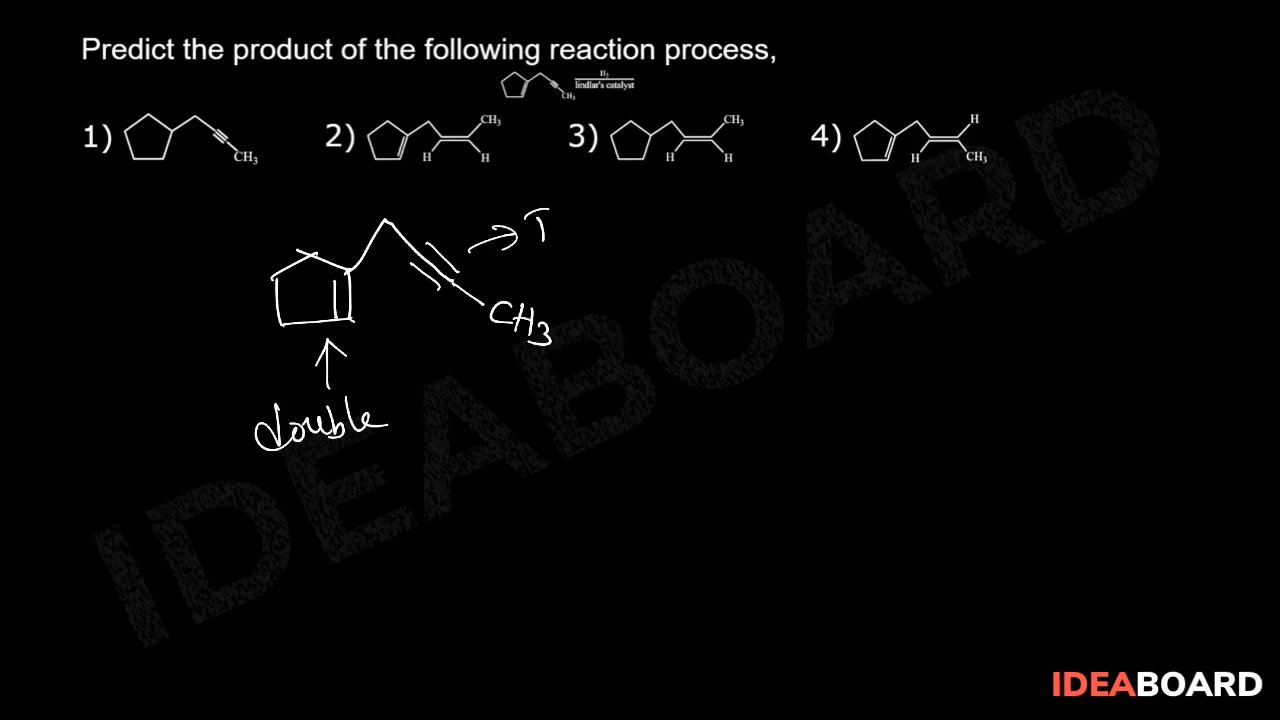 Predict the product of the following reaction process,
H₂
lindlar's catalyst
CH₃
1)
CH₃
2)
CH₃
H
H
3)
CH₃
H
H
4)
H
H
CH₃
T
CH3
double
IDEABOARD
IDEABOARD